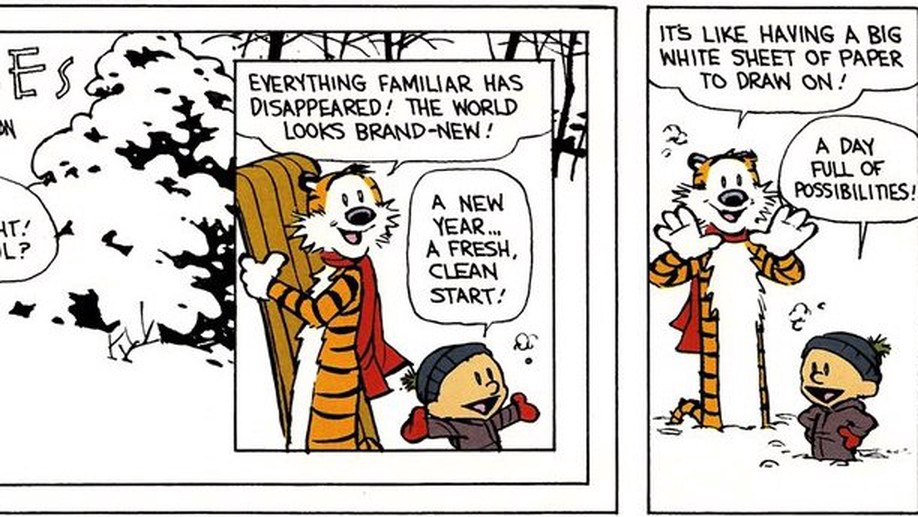 ES
EVERYTHING FAMILIAR HAS
DISAPPEARED! THE WORLD
LOOKS BRAND-NEW!
A NEW
YEAR...
A FRESH,
CLEAN
START!
IT'S LIKE HAVING A BIG
WHITE SHEET OF PAPER
TO DRAW ON!
A DAY
FULL OF
POSSIBILITIES!